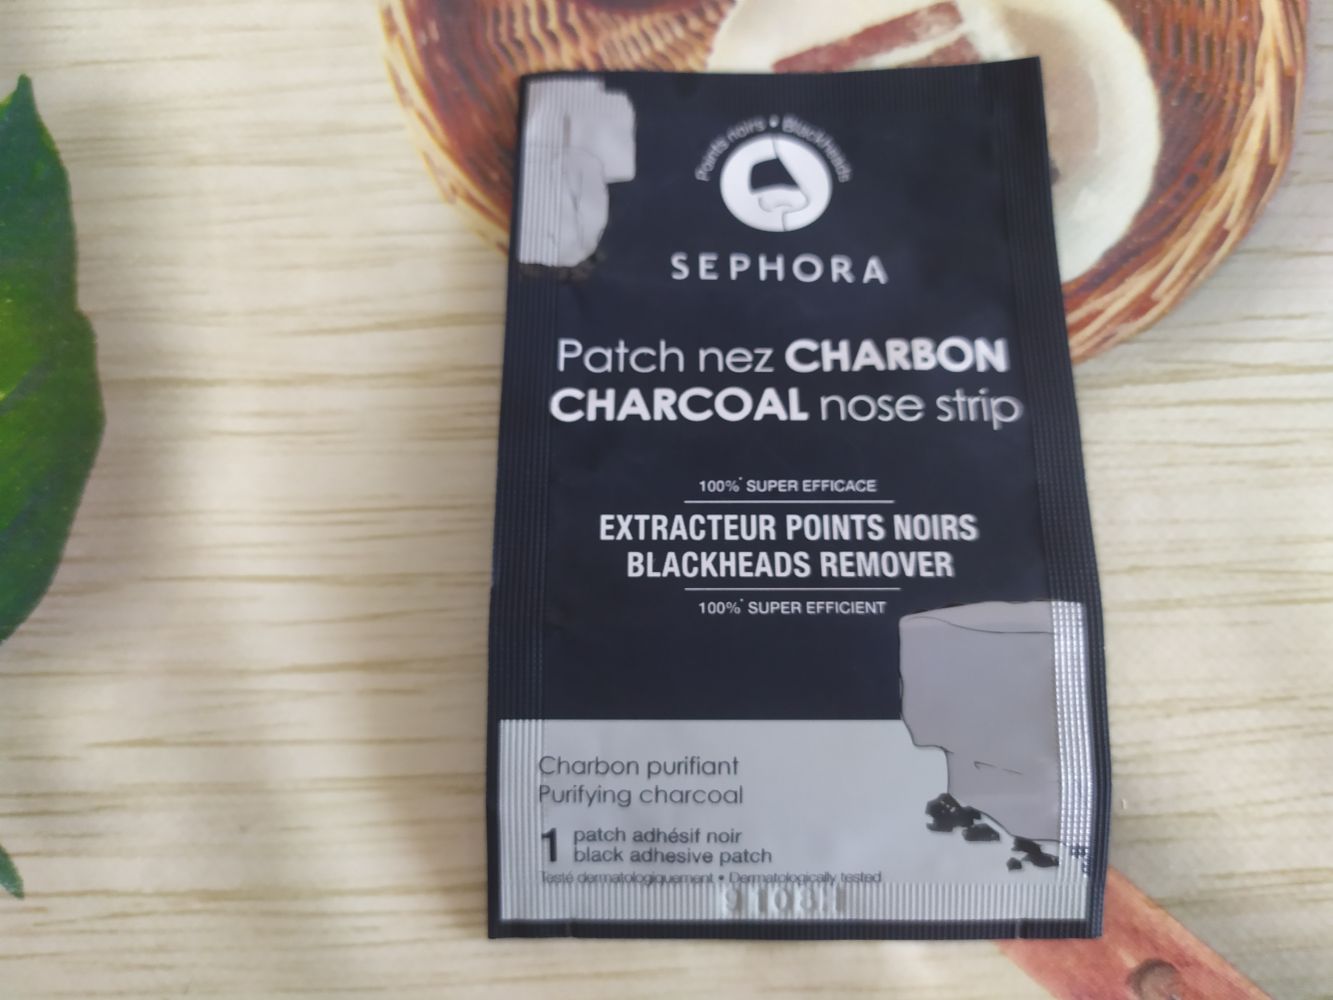 Points noirs • Blackheads
SEPHORA
Patch nez CHARBON
CHARCOAL nose strip
100%* SUPER EFFICACE
EXTRACTEUR POINTS NOIRS
BLACKHEADS REMOVER
100%* SUPER EFFICIENT
Charbon purifiant
Purifying charcoal
1 patch adhésif noir
black adhesive patch
Testé dermatologiquement • Dermatologically tested